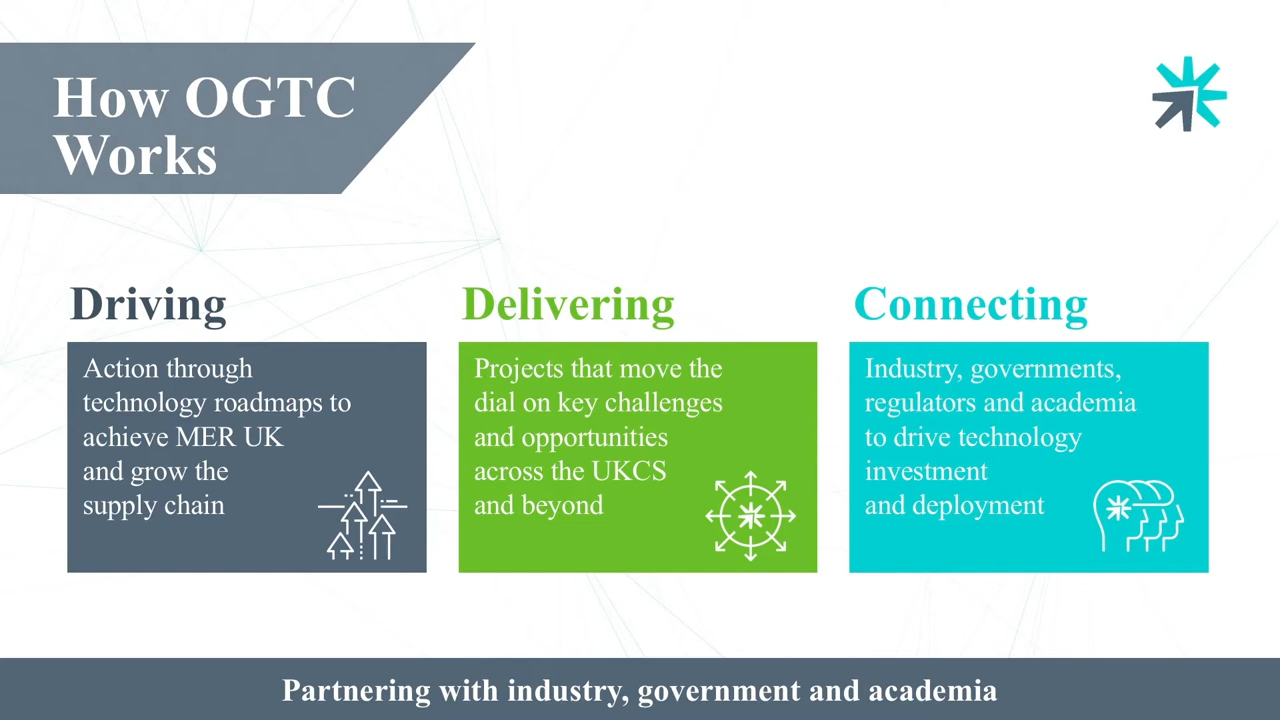 How OGTC
Works
Driving
Action through
technology roadmaps to
achieve MER UK
and grow the
supply chain
Delivering
Projects that move the
dial on key challenges
and opportunities
across the UKCS
and beyond
Connecting
Industry, governments,
regulators and academia
to drive technology
investment
and deployment
Partnering with industry, government and academia